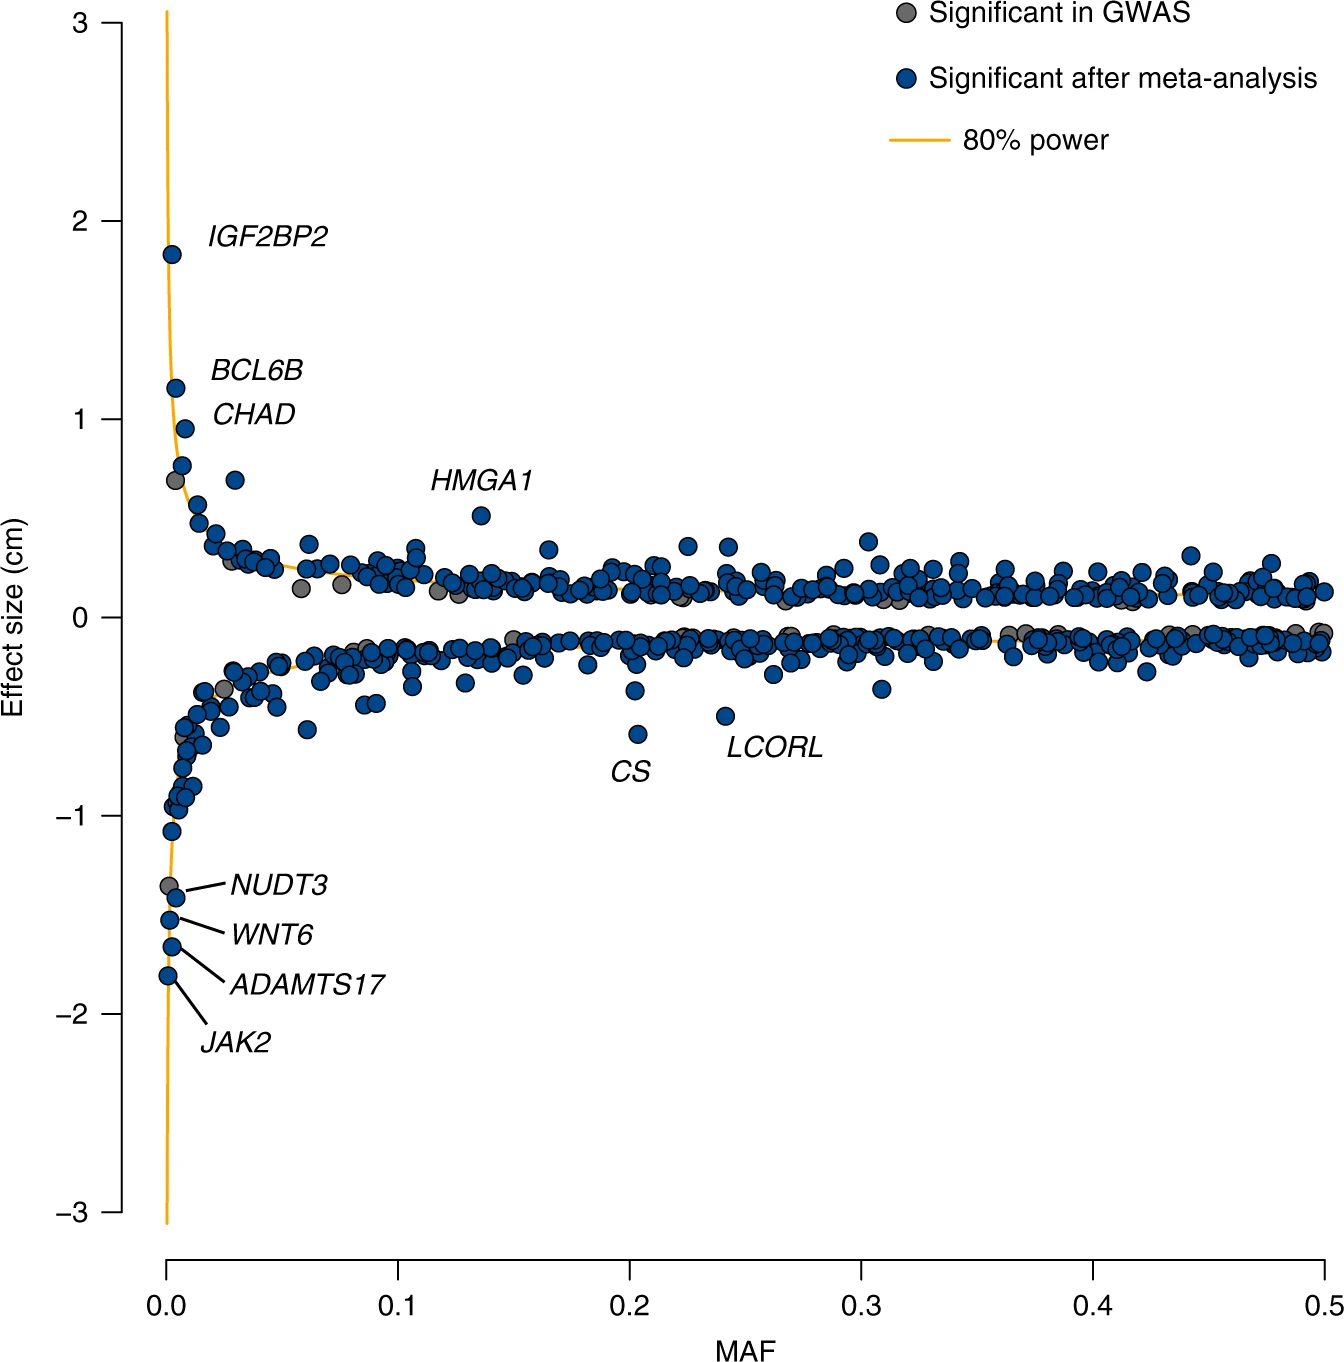 Significant in GWAS
Significant after meta-analysis
80% power
3
2
1
0
−1
−2
−3
Effect size (cm)
IGF2BP2
BCL6B
CHAD
HMGA1
LCORL
CS
NUDT3
WNT6
ADAMTS17
JAK2
0.0 0.1 0.2 0.3 0.4 0.5
MAF